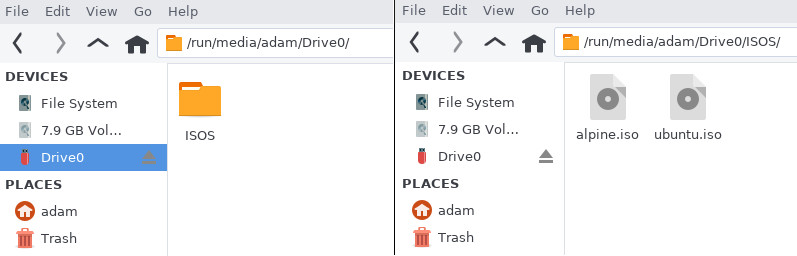 File Edit View Go Help
/run/media/adam/Drive0/
DEVICES
File System
7.9 GB Vol...
Drive0
PLACES
adam
Trash
ISOS
File Edit View Go Help
/run/media/adam/Drive0/ISOS/
DEVICES
File System
7.9 GB Vol...
Drive0
PLACES
adam
Trash
alpine.iso ubuntu.iso